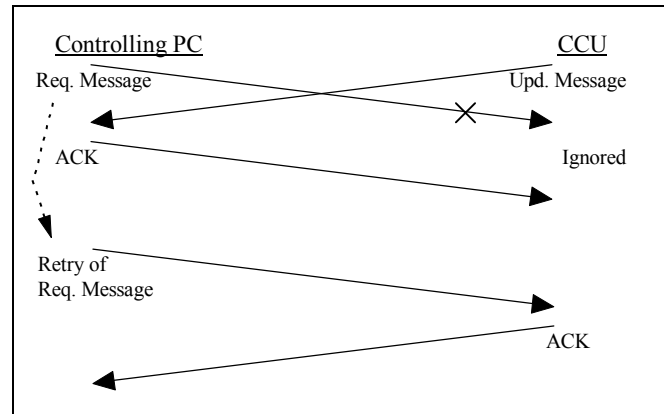 Controlling PC
CCU
Req. Message
Upd. Message
ACK
Ignored
Retry of
Req. Message
ACK